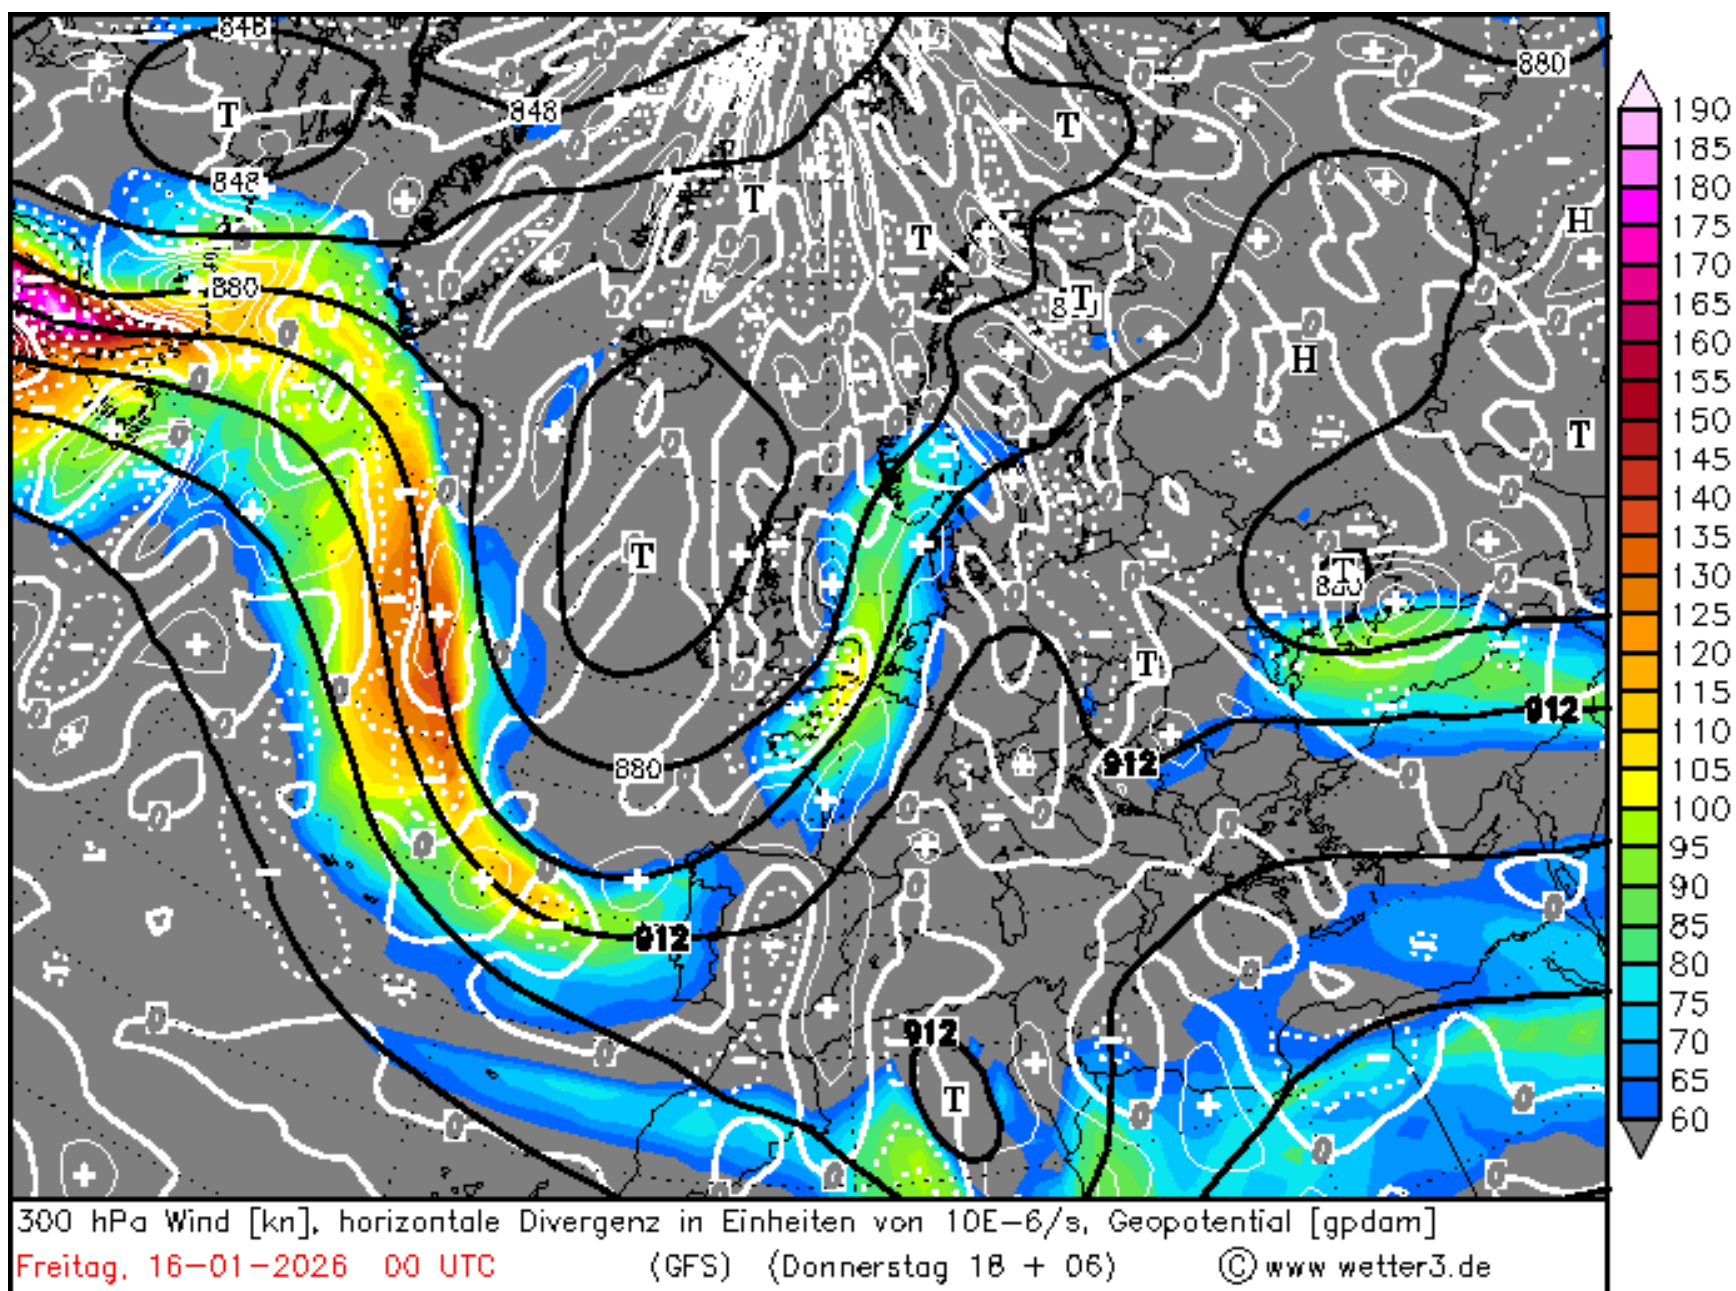 848
880
190
T
185
848
T
180
848
175
T
H
T
170
880
T
165
160
H
155
150
T
145
140
135
T
130
125
120
T
115
912
110
880
912
105
100
95
90
85
912
80
75
912
70
T
65
60
300 hPa Wind [kn], horizontale Divergenz in Einheiten von 10E-6/s, Geopotential [gpdam]
Freitag, 16-01-2026 00 UTC (GFS) (Donnerstag 18 + 06) © www wetter3.de